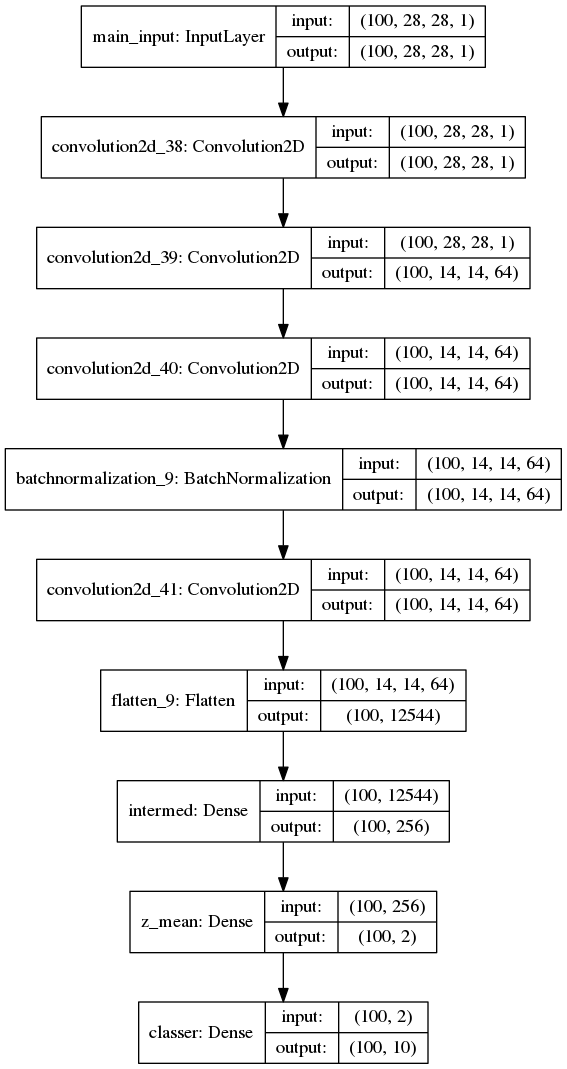 main_input: InputLayer
input: (100, 28, 28, 1)
output: (100, 28, 28, 1)
convolution2d_38: Convolution2D
input: (100, 28, 28, 1)
output: (100, 28, 28, 1)
convolution2d_39: Convolution2D
input: (100, 28, 28, 1)
output: (100, 14, 14, 64)
convolution2d_40: Convolution2D
input: (100, 14, 14, 64)
output: (100, 14, 14, 64)
batchnormalization_9: BatchNormalization
input: (100, 14, 14, 64)
output: (100, 14, 14, 64)
convolution2d_41: Convolution2D
input: (100, 14, 14, 64)
output: (100, 14, 14, 64)
flatten_9: Flatten
input: (100, 14, 14, 64)
output: (100, 12544)
intermed: Dense
input: (100, 12544)
output: (100, 256)
z_mean: Dense
input: (100, 256)
output: (100, 2)
classer: Dense
input: (100, 2)
output: (100, 10)